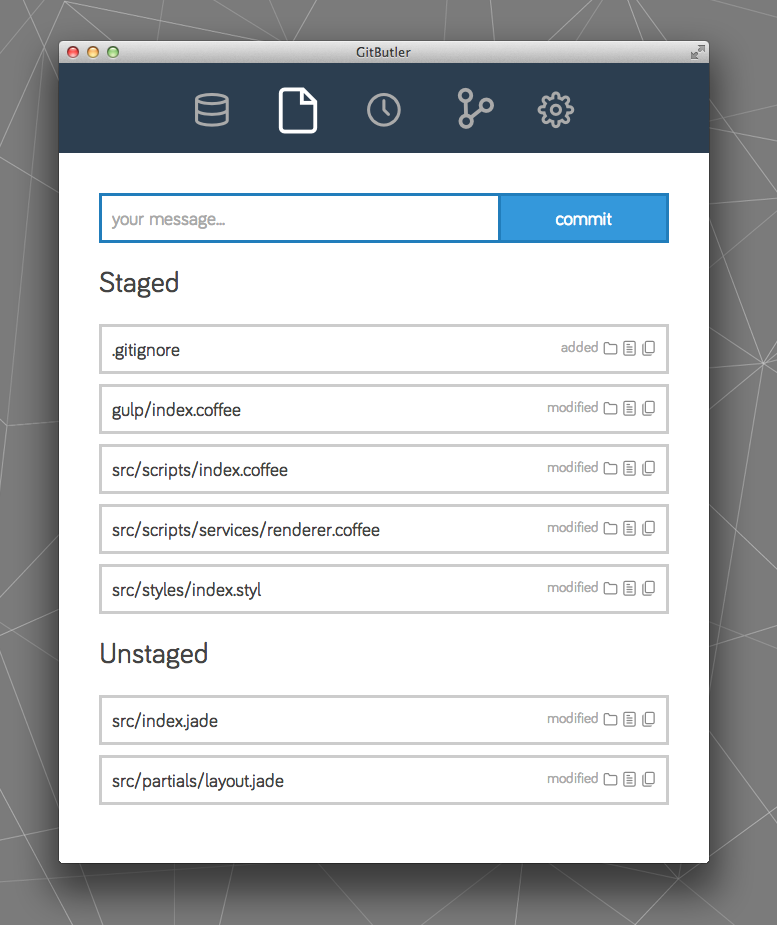 GitButler
your message...
commit
Staged
.gitignore
added
gulp/index.coffee
modified
src/scripts/index.coffee
modified
src/scripts/services/renderer.coffee
modified
src/styles/index.styl
modified
Unstaged
src/index.jade
modified
src/partials/layout.jade
modified